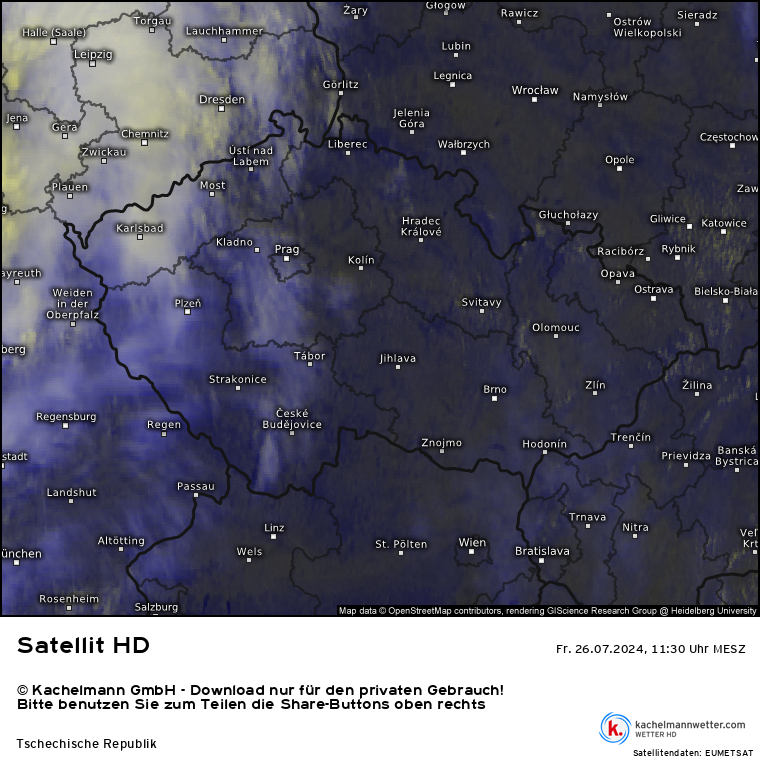 Żary
Głogów
Rawicz
Sieradz
Torgau
Halle (Saale)
Lauchhammer
Ostrów
Wielkopolski
Leipzig
Lubin
Legnica
Görlitz
Wrocław
Namysłów
Dresden
Jelenia
Góra
Jena
Gera
Chemnitz
Częstochow
Zwickau
Ústí nad
Labem
Liberec
Wałbrzych
Opole
Plauen
Most
Zaw
g
Karlsbad
Hradec
Králové
Głuchołazy
Gliwice
Katowice
Kladno
Prag
Kolín
Racibórz
Rybnik
ayreuth
Opava
Weiden
in der
Oberpfalz
Plzeň
Svitavy
Ostrava
Bielsko-Biała
Olomouc
berg
Tábor
Jihlava
Strakonice
Brno
Zlín
Žilina
Regensburg
Regen
České
Budějovice
Znojmo
Hodonín
Trenčín
stadt
Prievidza
Banská
Bystrica
Landshut
Passau
Trnava
Nitra
Linz
Altötting
Wels
St. Pölten
Wien
Bratislava
Veľ
Krt
ünchen
Rosenheim
Salzburg
Map data © OpenStreetMap contributors, rendering GIScience Research Group @ Heidelberg University
Satellit HD
Fr. 26.07.2024, 11:30 Uhr MESZ
© Kachelmann GmbH - Download nur für den privaten Gebrauch!
Bitte benutzen Sie zum Teilen die Share-Buttons oben rechts
k.
kachelmannwetter.com
WETTER HD
Tschechische Republik
Satellitendaten: EUMETSAT